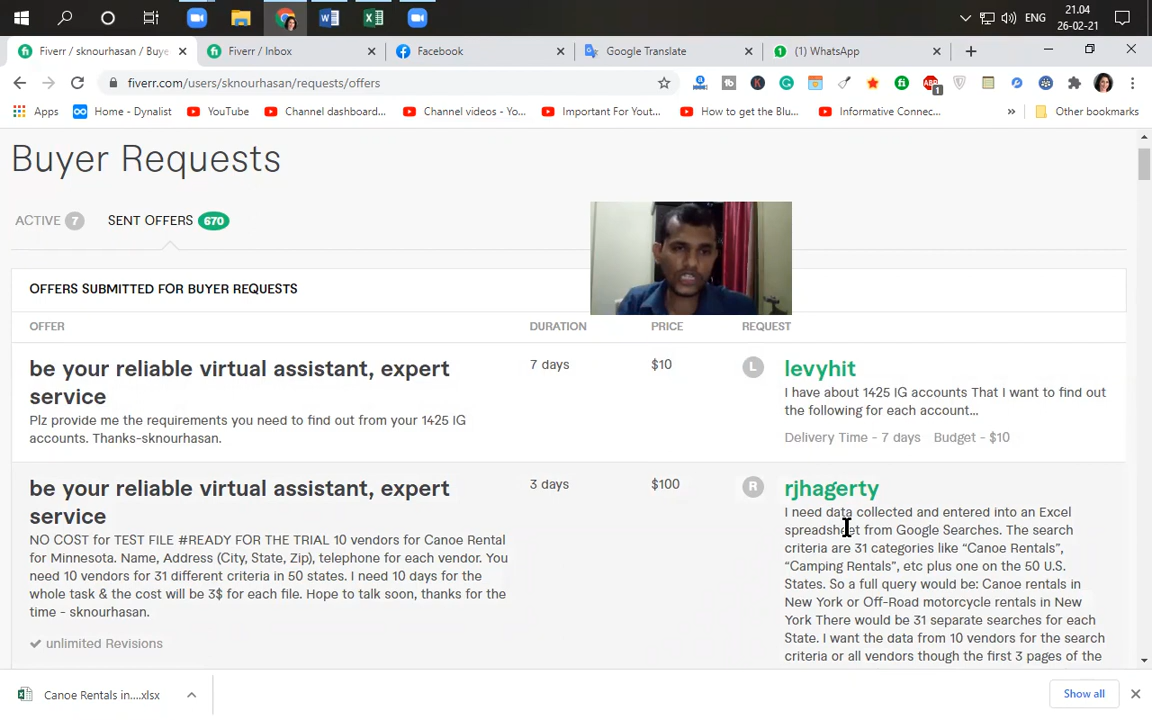 21.04
ENG
26-02-21
Fiverr / sknourhasan / Buye
Fiverr / Inbox
Facebook
Google Translate
(1) WhatsApp
fiverr.com/users/sknourhasan/requests/offers
Apps
Home - Dynalist
YouTube
Channel dashboard...
Channel videos - Yo...
Important For Yout...
How to get the Blu...
Informative Connec...
Other bookmarks
Buyer Requests
ACTIVE 7
SENT OFFERS 670
OFFERS SUBMITTED FOR BUYER REQUESTS
OFFER DURATION PRICE REQUEST
be your reliable virtual assistant, expert
service
Plz provide me the requirements you need to find out from your 1425 IG
accounts. Thanks-sknourhasan.
7 days
$10
L
levyhit
I have about 1425 IG accounts That I want to find out
the following for each account...
Delivery Time - 7 days Budget - $10
be your reliable virtual assistant, expert
service
NO COST for TEST FILE #READY FOR THE TRIAL 10 vendors for Canoe Rental
for Minnesota. Name, Address (City, State, Zip), telephone for each vendor. You
need 10 vendors for 31 different criteria in 50 states. I need 10 days for the
whole task & the cost will be 3$ for each file. Hope to talk soon, thanks for the
time - sknourhasan.
unlimited Revisions
3 days
$100
R
rjhagerty
I need data collected and entered into an Excel
spreadsheet from Google Searches. The search
criteria are 31 categories like “Canoe Rentals”,
“Camping Rentals”, etc plus one on the 50 U.S.
States. So a full query would be: Canoe rentals in
New York or Off-Road motorcycle rentals in New
York There would be 31 separate searches for each
State. I want the data from 10 vendors for the search
criteria or all vendors though the first 3 pages of the
Canoe Rentals in....xlsx
Show all